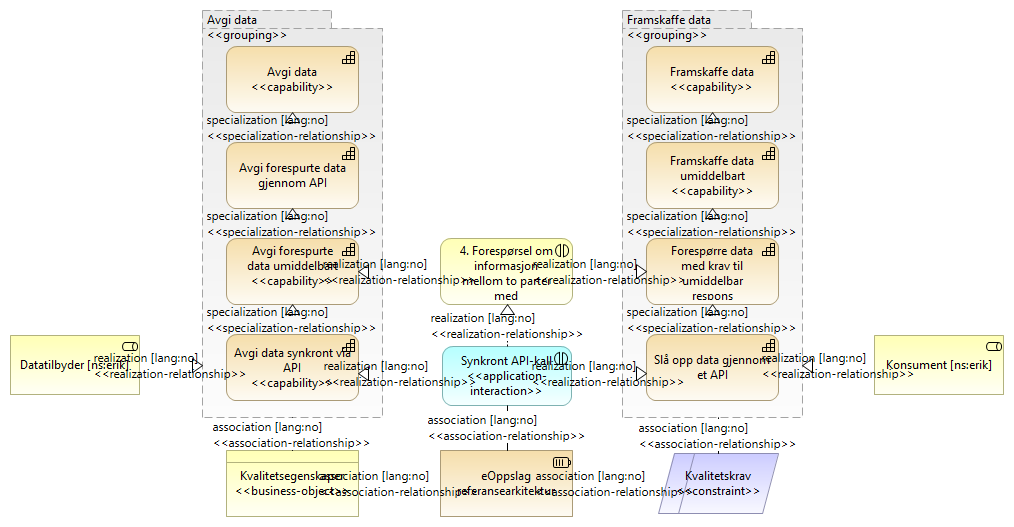 Avgi data
<<grouping>>
Avgi data
<<capability>>
specialization [lang:no]
<<specialization-relationship>>
Avgi forespurte data
gjennom API
specialization [lang:no]
<<specialization-relationship>>
Avgi forespurte
data umiddelbart
<<capability>>
specialization [lang:no]
<<specialization-relationship>>
Avgi data synkront via
API
<<capability>>
Framskaffe data
<<grouping>>
Framskaffe data
<<capability>>
specialization [lang:no]
<<specialization-relationship>>
Framskaffe data
umiddelbart
<<capability>>
specialization [lang:no]
<<specialization-relationship>>
Forespørre data
med krav til
umiddelbar
respons
specialization [lang:no]
<<specialization-relationship>>
Slå opp data gjennom
et API
realization [lang:no]
<<realization-relationship>>
4. Forespørsel om
informasjon
mellom to parter
med
realization [lang:no]
<<realization-relationship>>
realization [lang:no]
<<realization-relationship>>
Datatilbyder [ns:erik]
realization [lang:no]
<<realization-relationship>>
realization [lang:no]
<<realization-relationship>>
Synkront API-kall
<<application-
interaction>>
realization [lang:no]
<<realization-relationship>>
realization [lang:no]
<<realization-relationship>>
Konsument [ns:erik]
association [lang:no]
<<association-relationship>>
association [lang:no]
<<association-relationship>>
association [lang:no]
<<association-relationship>>
Kvalitetsegenskaper
<<business-object>>
association [lang:no]
<<association-relationship>>
eOppslag
referansearkitektur
association [lang:no]
<<association-relationship>>
Kvalitetskrav
<<constraint>>